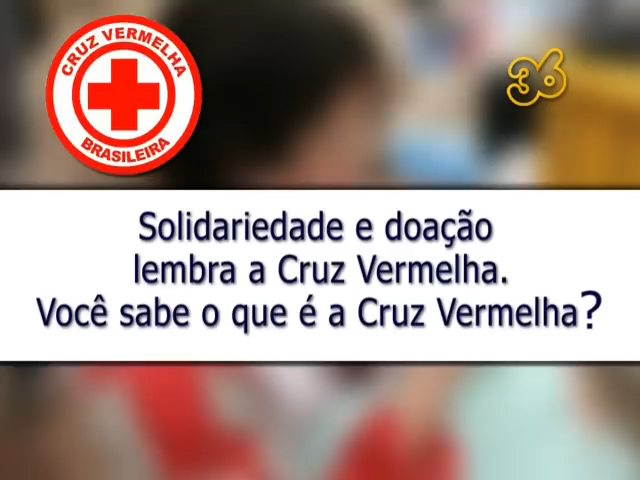 CRUZ VERMELHA
BRASILEIRA
36
Solidariedade e doação
lembra a Cruz Vermelha.
Você sabe o que é a Cruz Vermelha?